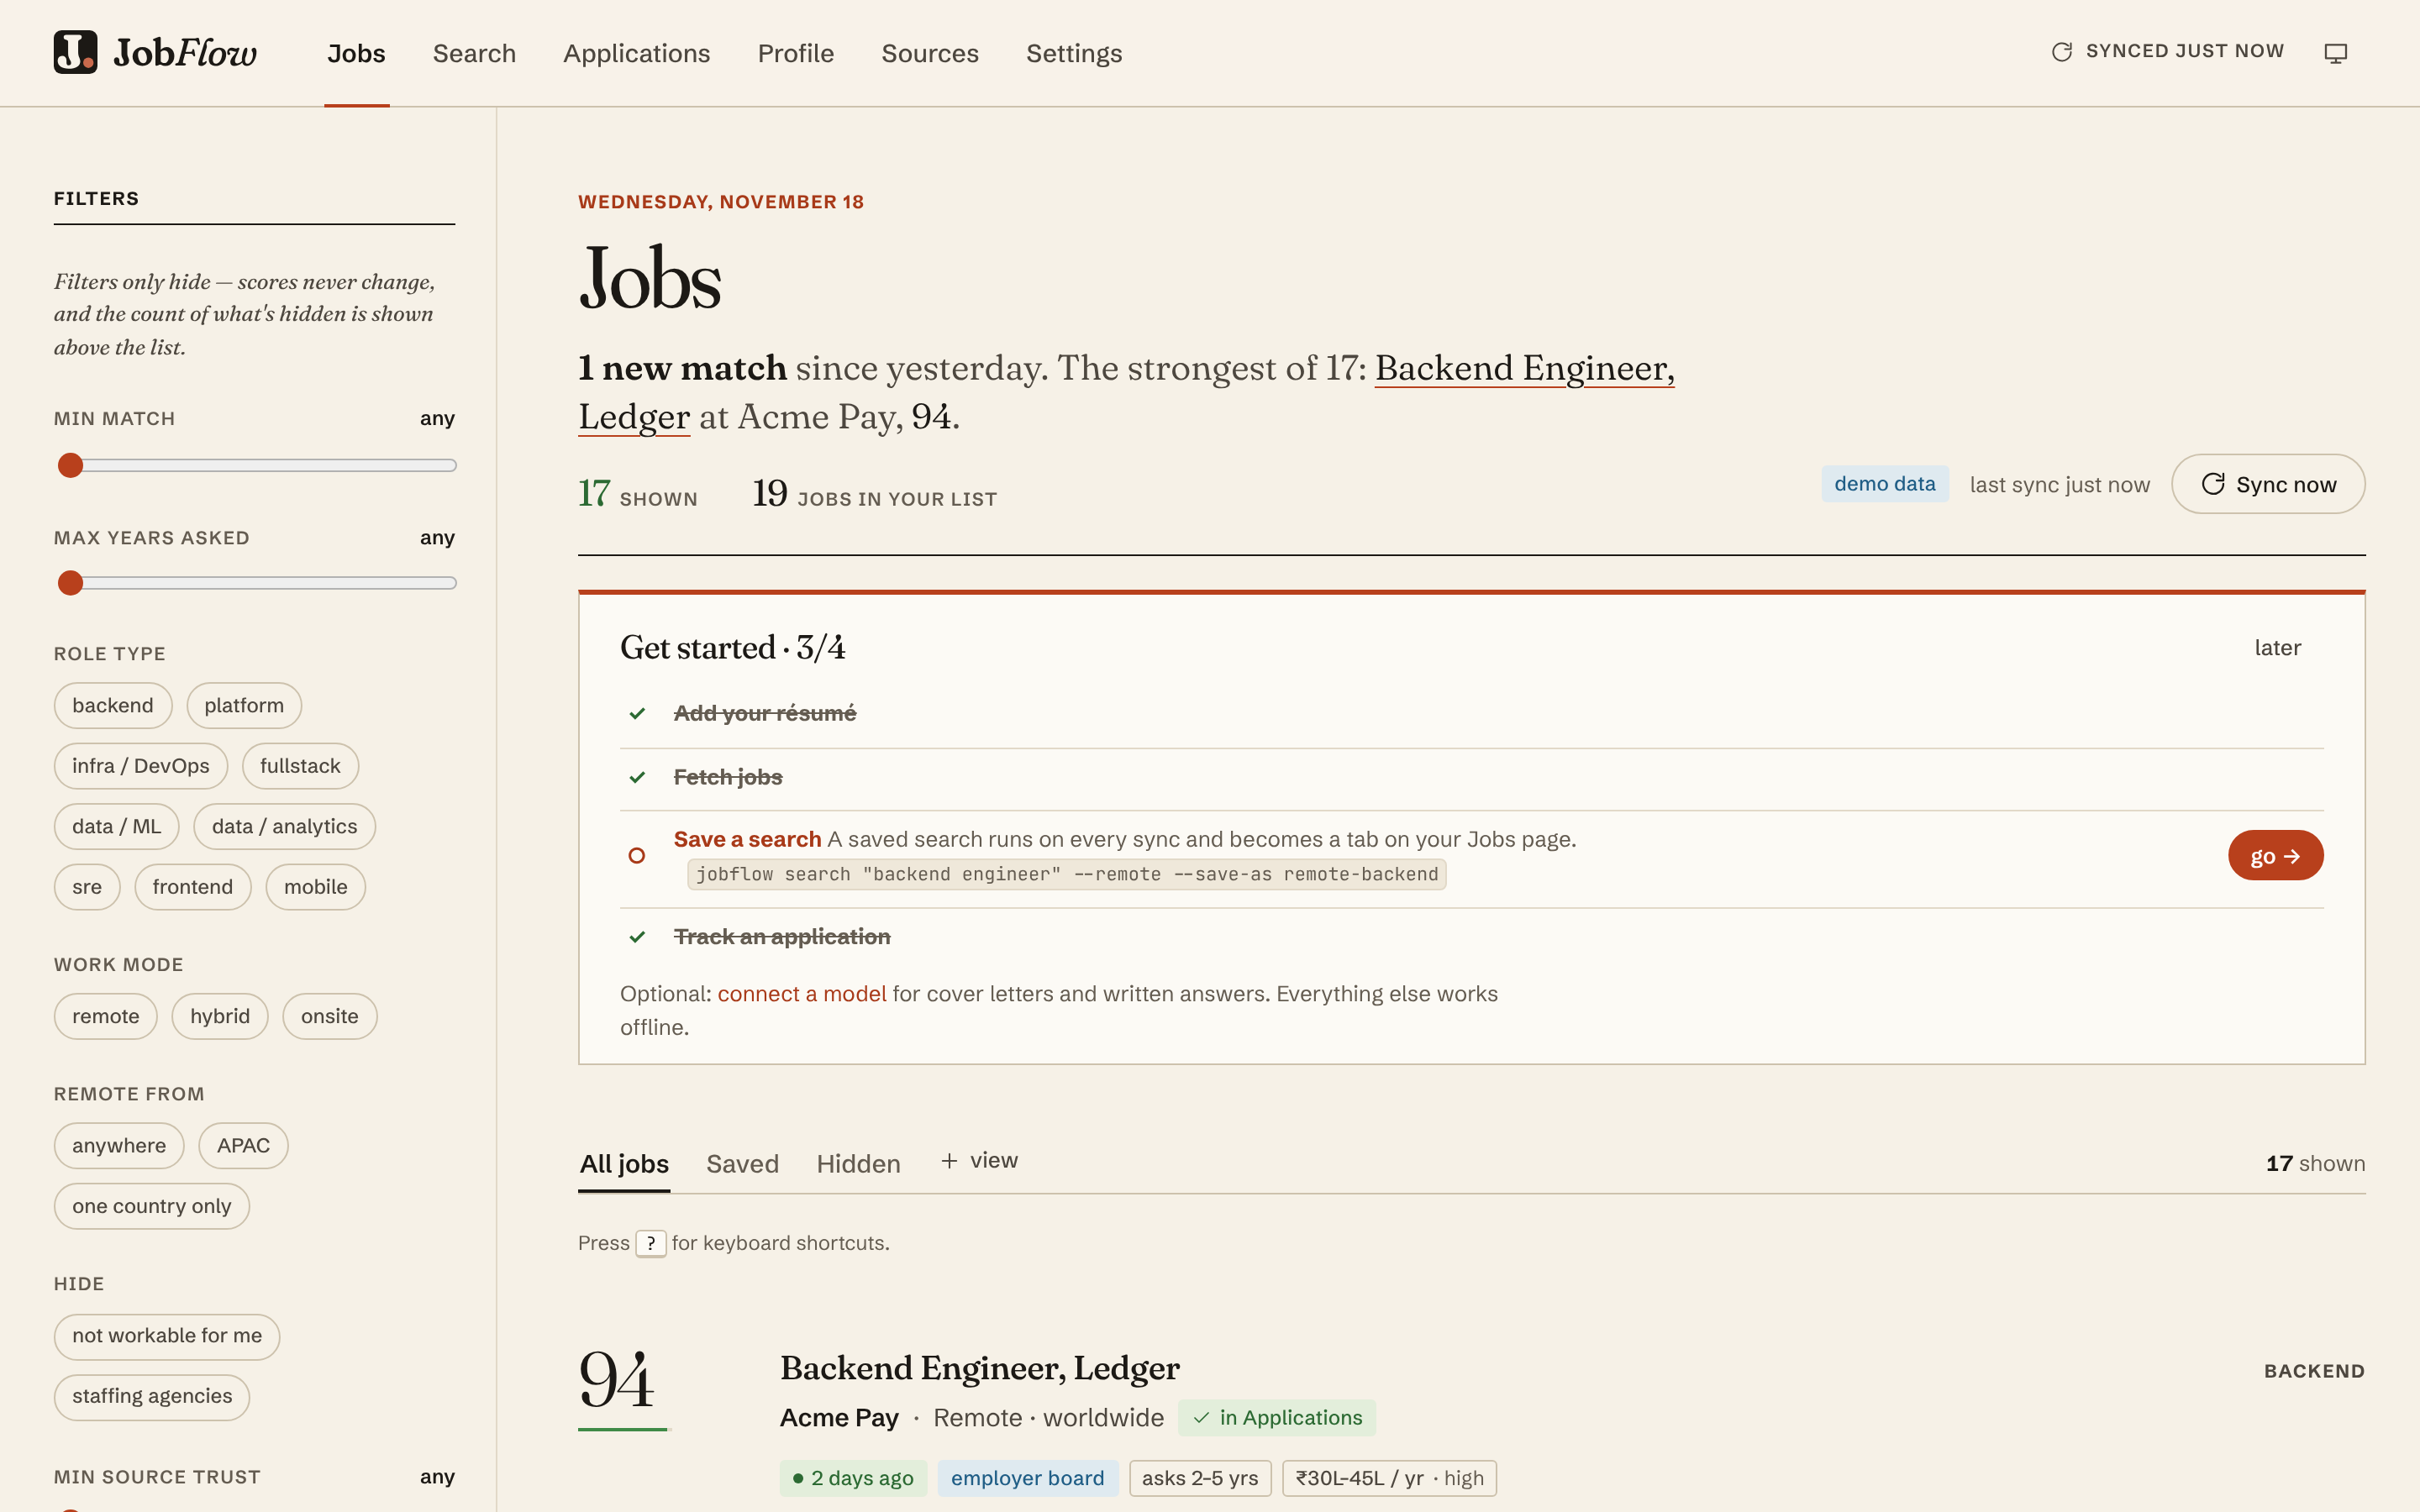 J. JobFlow
Jobs Search Applications Profile Sources Settings
SYNCED JUST NOW
FILTERS
Filters only hide — scores never change,
and the count of what's hidden is shown
above the list.
MIN MATCH any
MAX YEARS ASKED any
ROLE TYPE
backend platform
infra / DevOps fullstack
data / ML data / analytics
sre frontend mobile
WORK MODE
remote hybrid onsite
REMOTE FROM
anywhere APAC
one country only
HIDE
not workable for me
staffing agencies
MIN SOURCE TRUST any
WEDNESDAY, NOVEMBER 18
Jobs
1 new match since yesterday. The strongest of 17: Backend Engineer,
Ledger at Acme Pay, 94.
17 SHOWN 19 JOBS IN YOUR LIST
demo data last sync just now Sync now
Get started · 3/4 later
Add your résumé
Fetch jobs
Save a search A saved search runs on every sync and becomes a tab on your Jobs page.
jobflow search "backend engineer" --remote --save-as remote-backend
go →
Track an application
Optional: connect a model for cover letters and written answers. Everything else works
offline.
All jobs Saved Hidden + view 17 shown
Press ? for keyboard shortcuts.
94 Backend Engineer, Ledger BACKEND
Acme Pay · Remote · worldwide ✓ in Applications
2 days ago employer board asks 2–5 yrs ₹30L–45L / yr · high